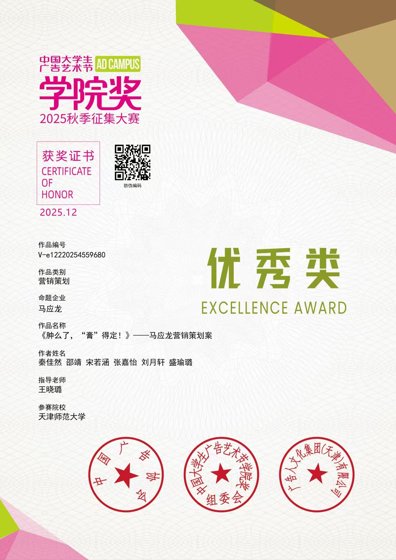 中国大学生
广告艺术节 AD CAMPUS
学院奖
2025秋季征集大赛
获奖证书
CERTIFICATE
OF
HONOR
2025.12
防伪编码
作品编号
V-e12220254559680
作品类别
营销策划
命题企业
马应龙
作品名称
《肿么了，“膏”得定！》——马应龙营销策划案
作者姓名
秦佳然 邵靖 宋若涵 张嘉怡 刘月轩 盛瑜璐
指导老师
王晓璐
参赛院校
天津师范大学
优秀类
EXCELLENCE AWARD
中国广告协会
中国大学生广告艺术节学院奖
组委会
广告人文化集团(天津)有限公司